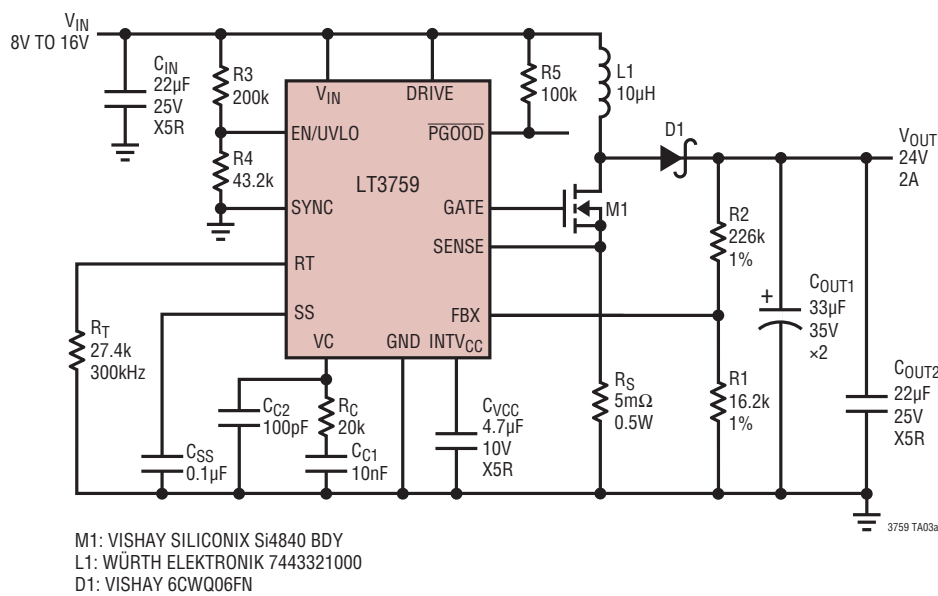 VIN
8V TO 16V
CIN
22µF
25V
X5R
R3
200k
R4
43.2k
VIN
DRIVE
EN/UVLO
PGOOD
LT3759
SYNC
GATE
SENSE
RT
SS
FBX
VC
GND
INTVCC
R5
100k
L1
10µH
D1
M1
VOUT
24V
2A
R2
226k
1%
COUT1
+
33µF
35V
×2
COUT2
22µF
25V
X5R
R1
16.2k
1%
RS
5mΩ
0.5W
RT
27.4k
300kHz
CSS
0.1µF
CC2
100pF
RC
20k
CC1
10nF
CVCC
4.7µF
10V
X5R
3759 TA03a
M1: VISHAY SILICONIX Si4840 BDY
L1: WÜRTH ELEKTRONIK 7443321000
D1: VISHAY 6CWQ06FN